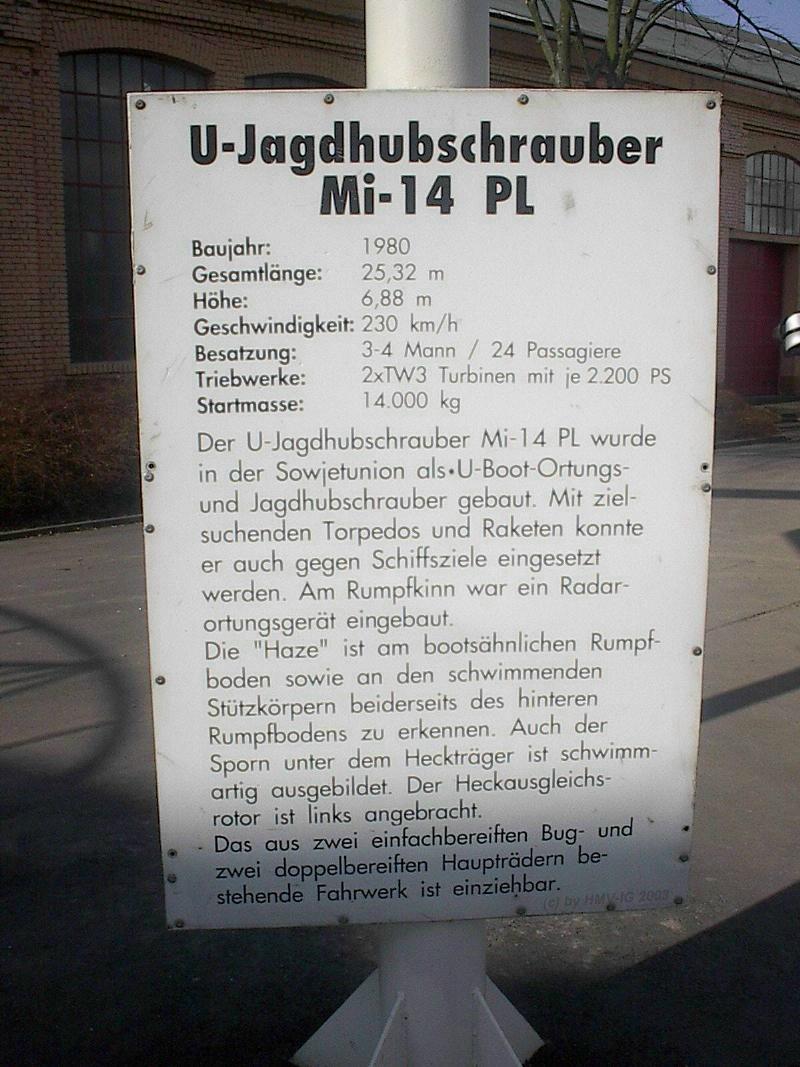 U-Jagdhubschrauber
Mi-14 PL
Baujahr: 1980
Gesamtlänge: 25,32 m
Höhe: 6,88 m
Geschwindigkeit: 230 km/h
Besatzung: 3-4 Mann / 24 Passagiere
Triebwerke: 2xTW3 Turbinen mit je 2.200 PS
Startmasse: 14.000 kg
Der U-Jagdhubschrauber Mi-14 PL wurde
in der Sowjetunion als U-Boot-Ortungs-
und Jagdhubschrauber gebaut. Mit ziel-
suchenden Torpedos und Raketen konnte
er auch gegen Schiffsziele eingesetzt
werden. Am Rumpfkinn war ein Radar-
ortungsgerät eingebaut.
Die "Haze" ist am bootsähnlichen Rumpf-
boden sowie an den schwimmenden
Stützkörpern beiderseits des hinteren
Rumpfbodens zu erkennen. Auch der
Sporn unter dem Heckträger ist schwimm-
artig ausgebildet. Der Heckausgleichs-
rotor ist links angebracht.
Das aus zwei einfachbereiften Bug- und
zwei doppelbereiften Haupträdern be-
stehende Fahrwerk ist einziehbar.
(c) by HMV-IG 2003